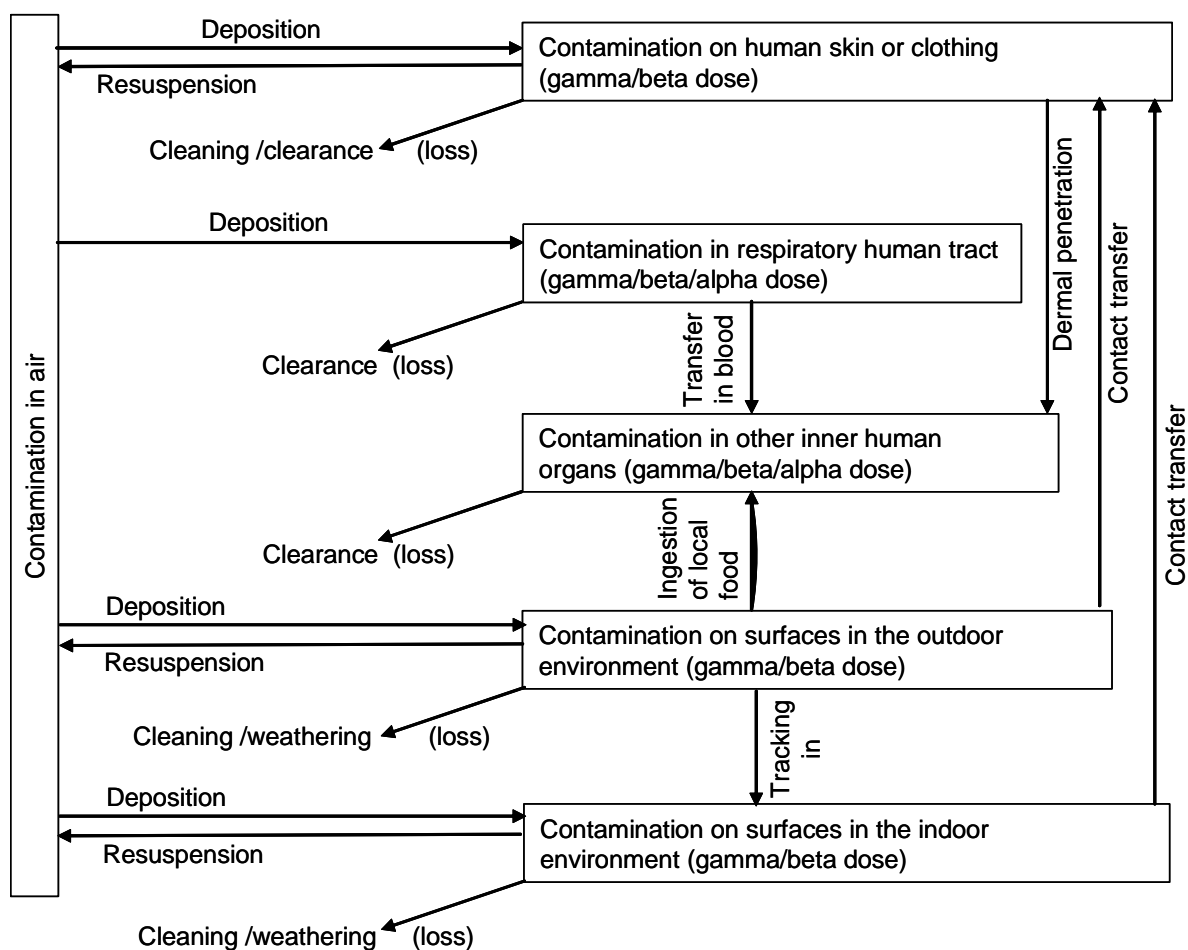 Deposition
Contamination on human skin or clothing
(gamma/beta dose)
Resuspension
Cleaning /clearance (loss)
Deposition
Contamination in respiratory human tract
(gamma/beta/alpha dose)
Dermal penetration
Contact transfer
Contact transfer
Clearance (loss)
Transfer
in blood
Contamination in air
Contamination in other inner human
organs (gamma/beta/alpha dose)
Clearance (loss)
Ingestion
of local
food
Deposition
Contamination on surfaces in the outdoor
environment (gamma/beta dose)
Resuspension
Cleaning /weathering (loss)
Tracking
in
Deposition
Contamination on surfaces in the indoor
environment (gamma/beta dose)
Resuspension
Cleaning /weathering (loss)